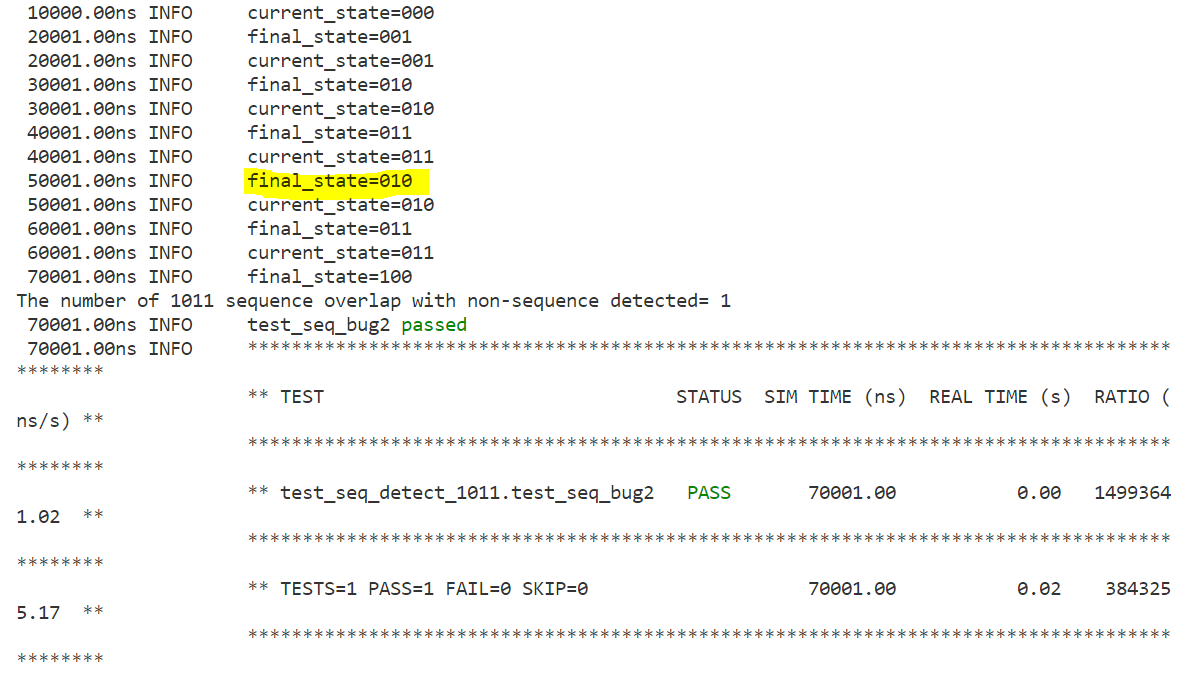 10000.00ns INFO     current_state=000
20001.00ns INFO     final_state=001
20001.00ns INFO     current_state=001
30001.00ns INFO     final_state=010
30001.00ns INFO     current_state=010
40001.00ns INFO     final_state=011
40001.00ns INFO     current_state=011
50001.00ns INFO     final_state=010
50001.00ns INFO     current_state=010
60001.00ns INFO     final_state=011
60001.00ns INFO     current_state=011
70001.00ns INFO     final_state=100
The number of 1011 sequence overlap with non-sequence detected= 1
70001.00ns INFO     test_seq_bug2 passed
70001.00ns INFO     ************************************************************************************
********
** TEST                               STATUS  SIM TIME (ns)  REAL TIME (s)  RATIO (
ns/s) **
************************************************************************************
********
** test_seq_detect_1011.test_seq_bug2   PASS       70001.00           0.00   1499364
1.02  **
************************************************************************************
********
** TESTS=1 PASS=1 FAIL=0 SKIP=0                    70001.00           0.02    384325
5.17  **
************************************************************************************
********